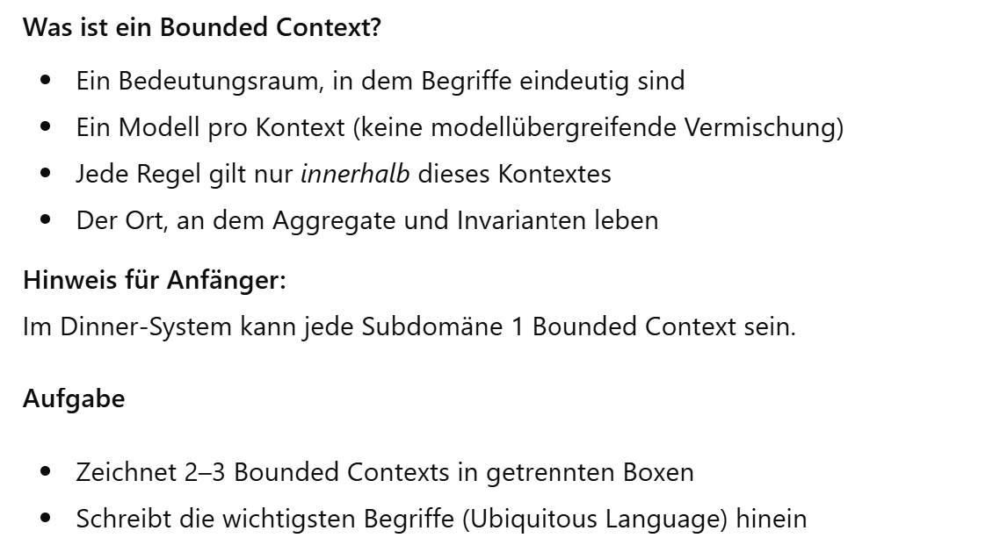 Was ist ein Bounded Context?
• Ein Bedeutungsraum, in dem Begriffe eindeutig sind
• Ein Modell pro Kontext (keine modellübergreifende Vermischung)
• Jede Regel gilt nur innerhalb dieses Kontextes
• Der Ort, an dem Aggregate und Invarianten leben
Hinweis für Anfänger:
Im Dinner-System kann jede Subdomäne 1 Bounded Context sein.
Aufgabe
• Zeichnet 2–3 Bounded Contexts in getrennten Boxen
• Schreibt die wichtigsten Begriffe (Ubiquitous Language) hinein